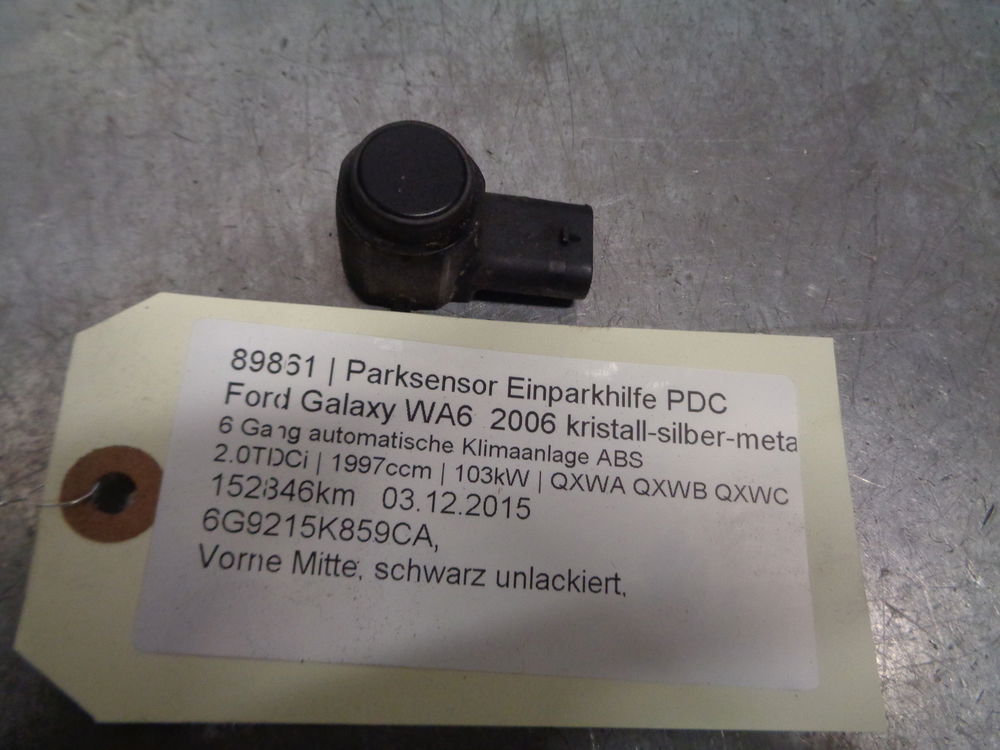 89861 | Parksensor Einparkhilfe PDC
Ford Galaxy WA6 2006 kristall-silber-meta
6 Gang automatische Klimaanlage ABS
2.0TDCi | 1997ccm | 103kW | QXWA QXWB QXWC
152846km 03.12.2015
6G9215K859CA,
Vorne Mitte, schwarz unlackiert,